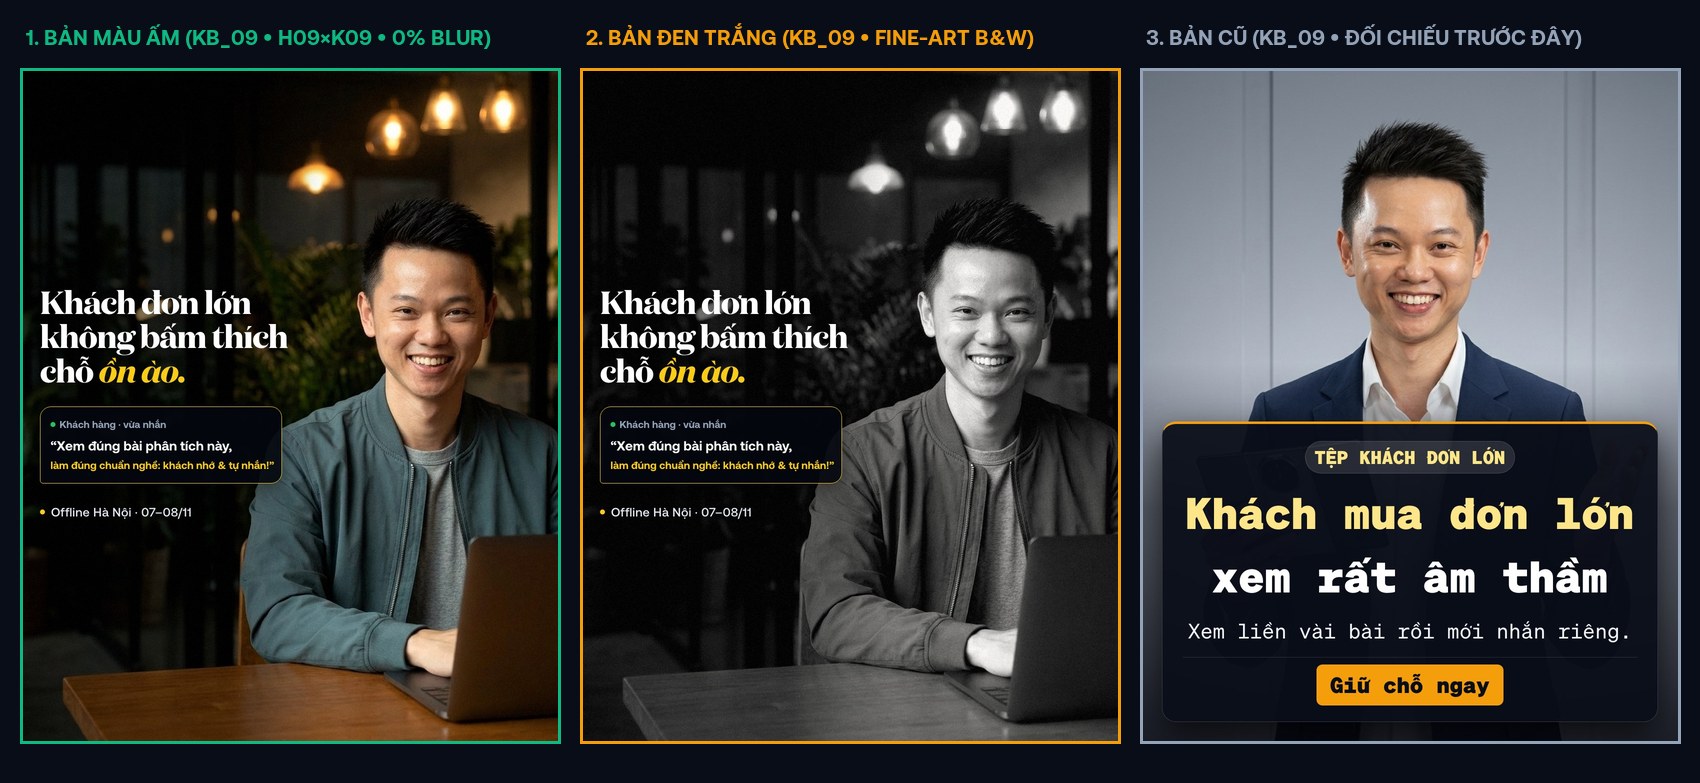 1. BẢN MÀU ẤM (KB_09 • H09×K09 • 0% BLUR)
Khách đơn lớn
không bấm thích
chỗ ồn ào.
• Khách hàng · vừa nhắn
“Xem đúng bài phân tích này,
làm đúng chuẩn nghề: khách nhớ & tự nhắn!”
• Offline Hà Nội · 07–08/11
2. BẢN ĐEN TRẮNG (KB_09 • FINE-ART B&W)
Khách đơn lớn
không bấm thích
chỗ ồn ào.
• Khách hàng · vừa nhắn
“Xem đúng bài phân tích này,
làm đúng chuẩn nghề: khách nhớ & tự nhắn!”
• Offline Hà Nội · 07–08/11
3. BẢN CŨ (KB_09 • ĐỐI CHIẾU TRƯỚC ĐÂY)
TỆP KHÁCH ĐƠN LỚN
Khách mua đơn lớn
xem rất âm thầm
Xem liền vài bài rồi mới nhắn riêng.
Giữ chỗ ngay